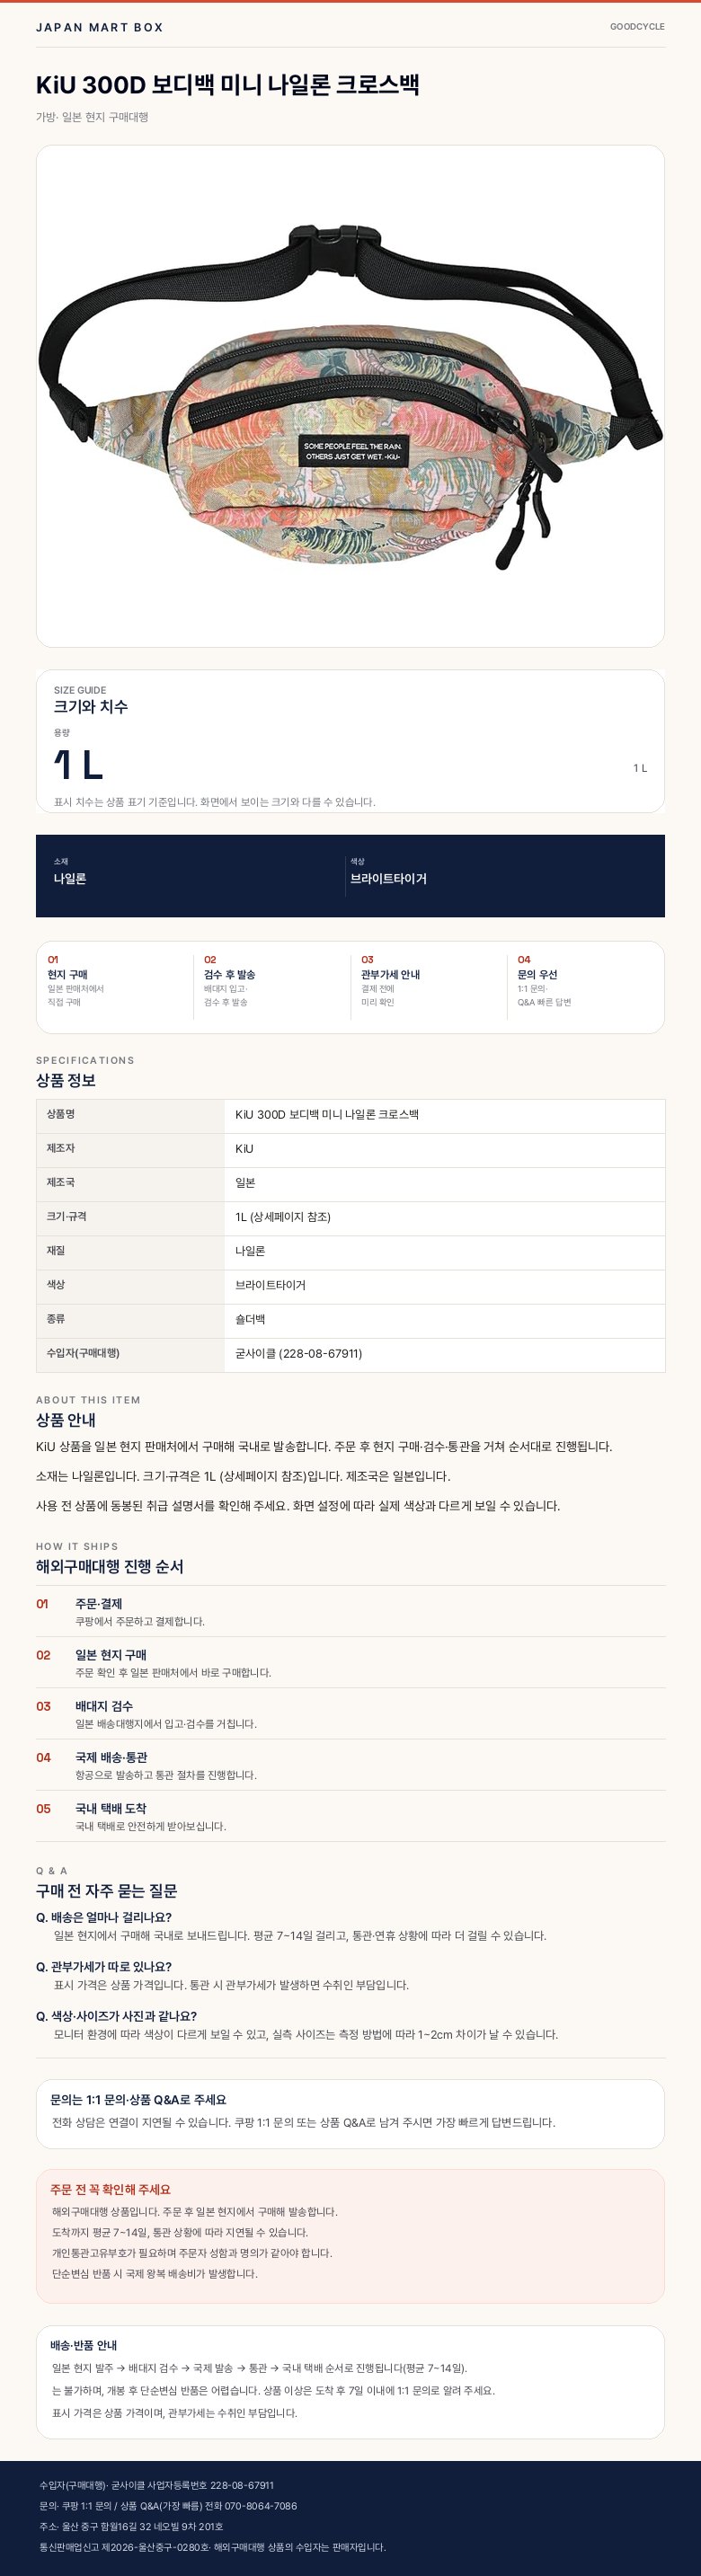 JAPAN MART BOX
GOODCYCLE
KiU 300D 보디백 미니 나일론 크로스백
가방· 일본 현지 구매대행
SOME PEOPLE FEEL THE RAIN.
OTHERS JUST GET WET. -KiU-
SIZE GUIDE
크기와 치수
용량
1 L
1 L
표시 치수는 상품 표기 기준입니다. 화면에서 보이는 크기와 다를 수 있습니다.
소재
나일론
색상
브라이트타이거
01
현지 구매
일본 판매처에서
직접 구매
02
검수 후 발송
배대지 입고·
검수 후 발송
03
관부가세 안내
결제 전에
미리 확인
04
문의 우선
1:1 문의·
Q&A 빠른 답변
SPECIFICATIONS
상품 정보
상품명 KiU 300D 보디백 미니 나일론 크로스백
제조자 KiU
제조국 일본
크기·규격 1L (상세페이지 참조)
재질 나일론
색상 브라이트타이거
종류 숄더백
수입자(구매대행) 굳사이클 (228-08-67911)
ABOUT THIS ITEM
상품 안내
KiU 상품을 일본 현지 판매처에서 구매해 국내로 발송합니다. 주문 후 현지 구매·검수·통관을 거쳐 순서대로 진행됩니다.
소재는 나일론입니다. 크기·규격은 1L (상세페이지 참조)입니다. 제조국은 일본입니다.
사용 전 상품에 동봉된 취급 설명서를 확인해 주세요. 화면 설정에 따라 실제 색상과 다르게 보일 수 있습니다.
HOW IT SHIPS
해외구매대행 진행 순서
01 주문·결제
쿠팡에서 주문하고 결제합니다.
02 일본 현지 구매
주문 확인 후 일본 판매처에서 바로 구매합니다.
03 배대지 검수
일본 배송대행지에서 입고·검수를 거칩니다.
04 국제 배송·통관
항공으로 발송하고 통관 절차를 진행합니다.
05 국내 택배 도착
국내 택배로 안전하게 받아보십니다.
Q & A
구매 전 자주 묻는 질문
Q. 배송은 얼마나 걸리나요?
일본 현지에서 구매해 국내로 보내드립니다. 평균 7~14일 걸리고, 통관·연휴 상황에 따라 더 걸릴 수 있습니다.
Q. 관부가세가 따로 있나요?
표시 가격은 상품 가격입니다. 통관 시 관부가세가 발생하면 수취인 부담입니다.
Q. 색상·사이즈가 사진과 같나요?
모니터 환경에 따라 색상이 다르게 보일 수 있고, 실측 사이즈는 측정 방법에 따라 1~2cm 차이가 날 수 있습니다.
문의는 1:1 문의·상품 Q&A로 주세요
전화 상담은 연결이 지연될 수 있습니다. 쿠팡 1:1 문의 또는 상품 Q&A로 남겨 주시면 가장 빠르게 답변드립니다.
주문 전 꼭 확인해 주세요
해외구매대행 상품입니다. 주문 후 일본 현지에서 구매해 발송합니다.
도착까지 평균 7~14일, 통관 상황에 따라 지연될 수 있습니다.
개인통관고유부호가 필요하며 주문자 성함과 명의가 같아야 합니다.
단순변심 반품 시 국제 왕복 배송비가 발생합니다.
배송·반품 안내
일본 현지 발주 → 배대지 검수 → 국제 발송 → 통관 → 국내 택배 순서로 진행됩니다(평균 7~14일).
는 불가하며, 개봉 후 단순변심 반품은 어렵습니다. 상품 이상은 도착 후 7일 이내에 1:1 문의로 알려 주세요.
표시 가격은 상품 가격이며, 관부가세는 수취인 부담입니다.
수입자(구매대행)· 굳사이클 사업자등록번호 228-08-67911
문의· 쿠팡 1:1 문의 / 상품 Q&A(가장 빠름) 전화 070-8064-7086
주소· 울산 중구 함월16길 32 네오빌 9차 201호
통신판매업신고 제2026-울산중구-0280호· 해외구매대행 상품의 수입자는 판매자입니다.